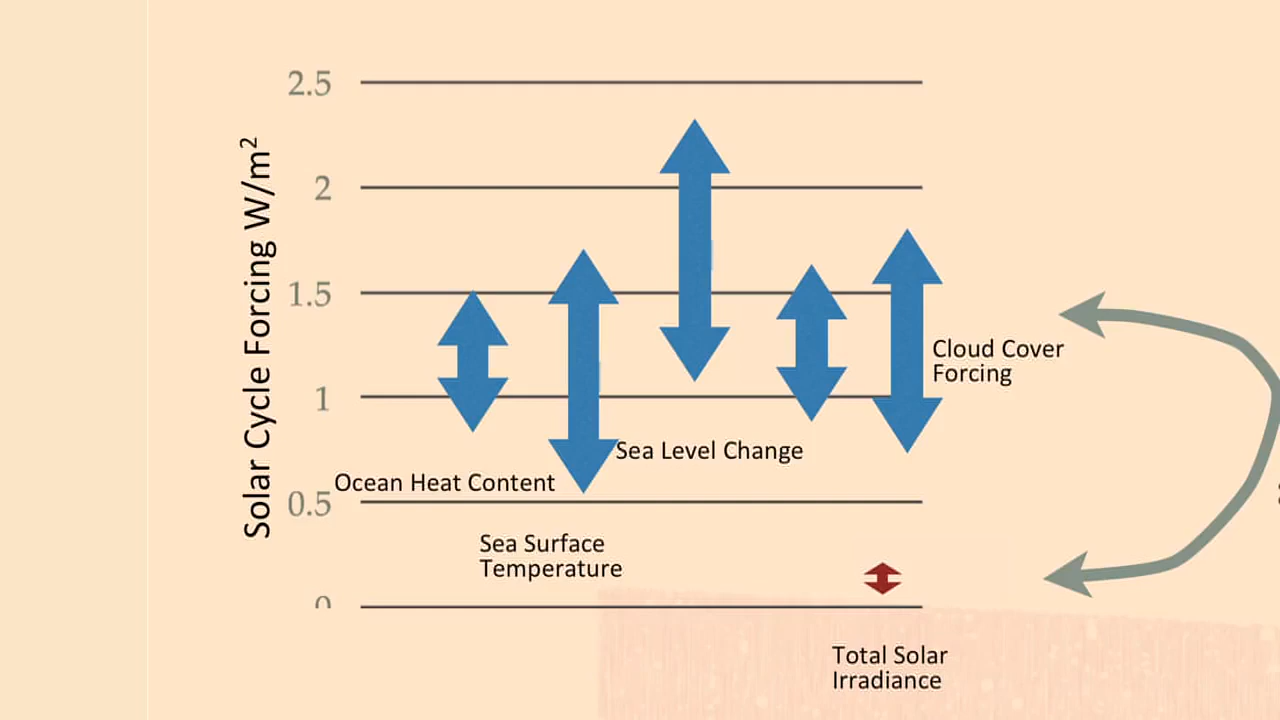 Solar Cycle Forcing W/m²
2.5
2
1.5
1
0.5
0
Cloud Cover
Forcing
Sea Level Change
Ocean Heat Content
Sea Surface
Temperature
Total Solar
Irradiance